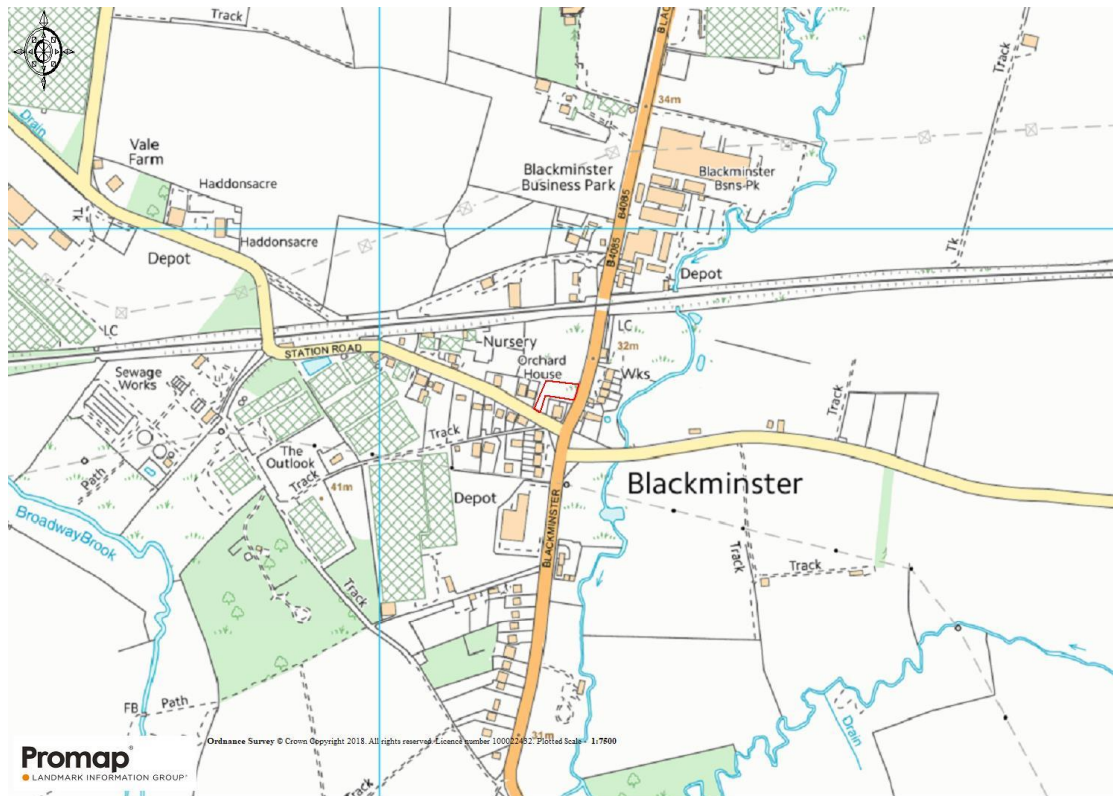 Track
BLAC
Track
34m
Drain
Vale
Farm
Blackminster
Business Park
Blackminster
Bsns Pk
Haddonsacre
B4085
Tk
Haddonsacre
B4085
Tk
Depot
Depot
LC
LC
STATION ROAD
Nursery
32m
Orchard
House
Sewage
Works
Wks
Track
Track
The
Outlook
Track
Path
41m
Depot
Blackminster
Broadway Brook
BLACKMINSTER
Track
Track
Track
Path
FB
Drain
31m
Ordnance Survey © Crown Copyright 2018. All rights reserved. Licence number 100022432. Plotted Scale - 1:7500
Promap
LANDMARK INFORMATION GROUP
Track